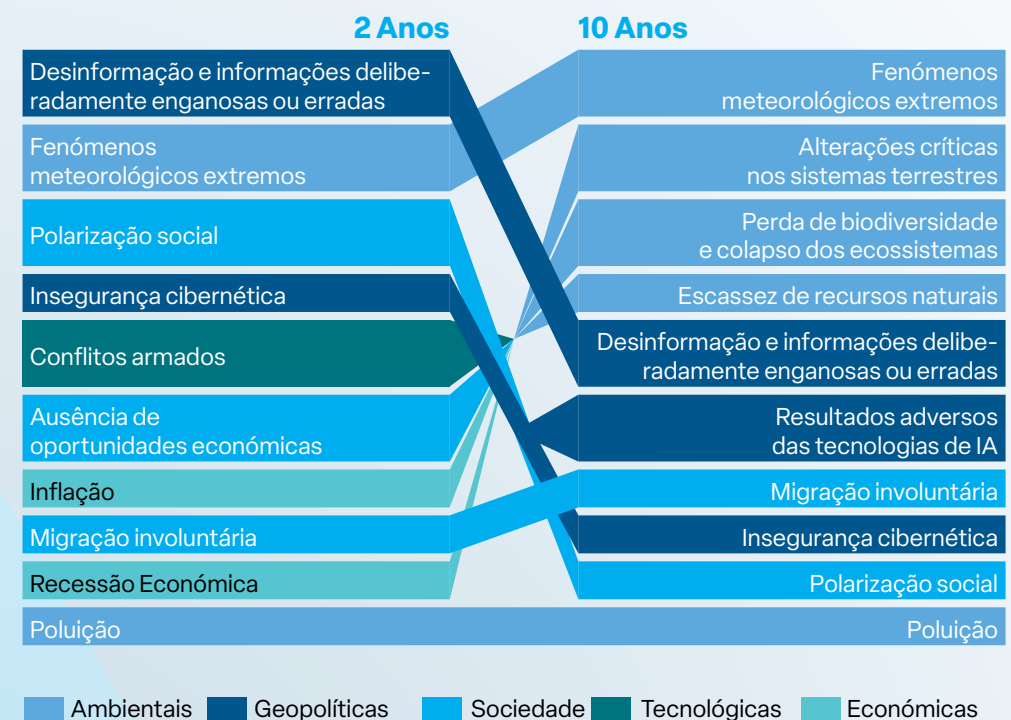 2 Anos
10 Anos
Desinformação e informações delibe-
radamente enganosas ou erradas
Fenómenos
meteorológicos extremos
Polarização social
Insegurança cibernética
Conflitos armados
Ausência de
oportunidades económicas
Inflação
Migração involuntária
Recessão Económica
Poluição
Fenómenos
meteorológicos extremos
Alterações críticas
nos sistemas terrestres
Perda de biodiversidade
e colapso dos ecossistemas
Escassez de recursos naturais
Desinformação e informações delibe-
radamente enganosas ou erradas
Resultados adversos
das tecnologias de IA
Migração involuntária
Insegurança cibernética
Polarização social
Poluição
Ambientais
Geopolíticas
Sociedade
Tecnológicas
Económicas